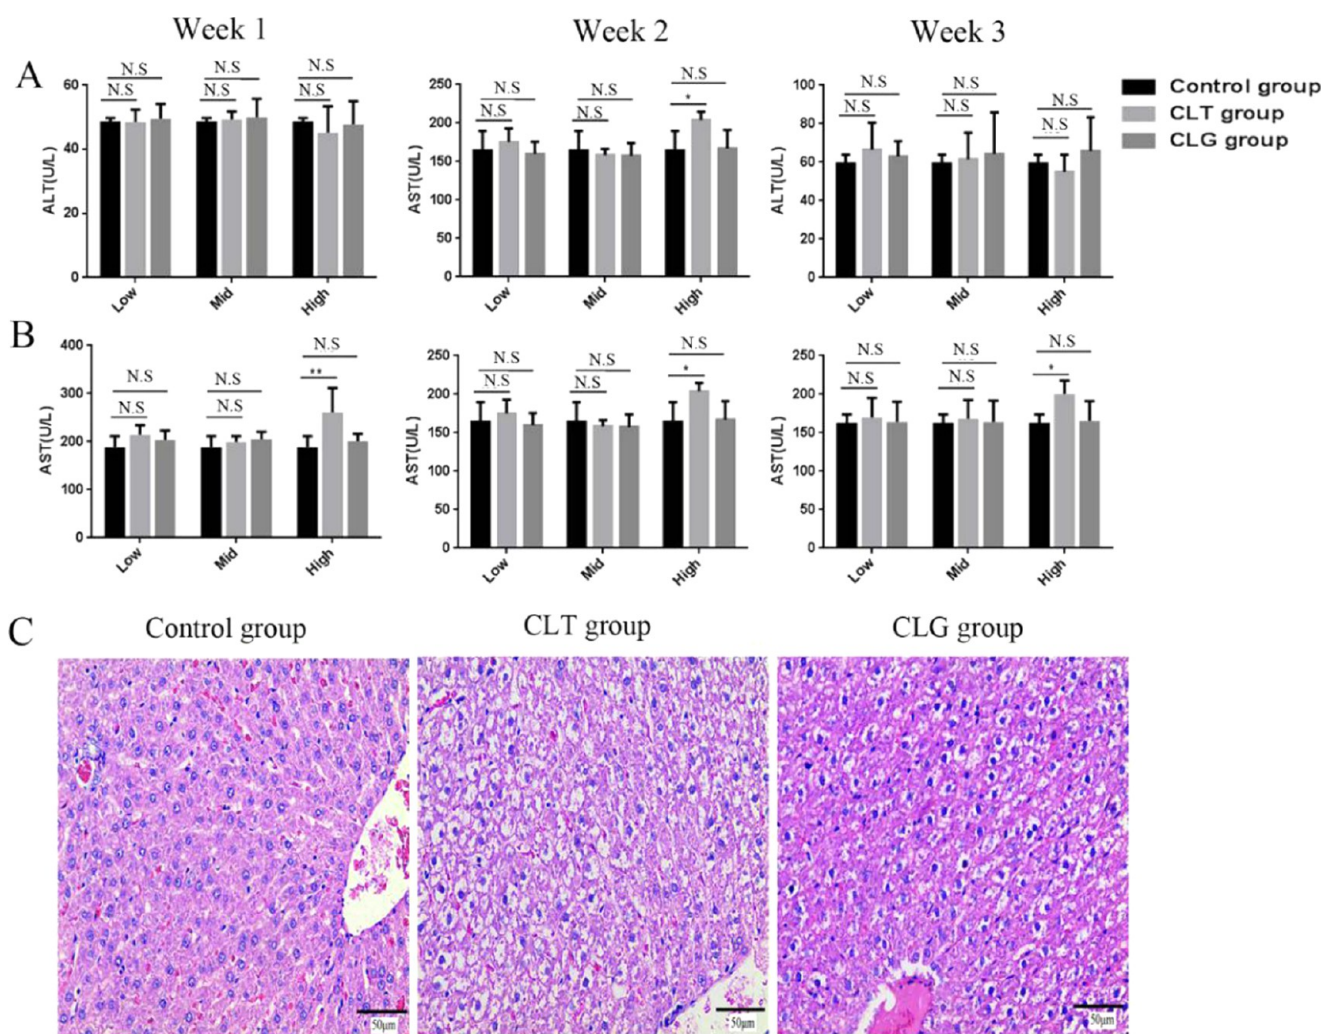 Week 1
Week 2
Week 3
A
N.S
N.S
N.S
N.S
N.S
N.S
60
40
20
0
ALT(U/L)
Low
Mid
High
N.S
N.S
N.S
N.S
N.S
*
250
200
150
100
50
0
AST(U/L)
Low
Mid
High
N.S
N.S
N.S
N.S
N.S
N.S
100
80
60
40
20
0
ALT(U/L)
Low
Mid
High
Control group
CLT group
CLG group
B
N.S
N.S
N.S
N.S
N.S
**
400
300
200
100
0
AST(U/L)
Low
Mid
High
N.S
N.S
N.S
N.S
N.S
*
250
200
150
100
50
0
AST(U/L)
Low
Mid
High
N.S
N.S
N.S
N.S
N.S
*
250
200
150
100
50
0
AST(U/L)
Low
Mid
High
C
Control group
CLT group
CLG group
50μm
50μm
50μm